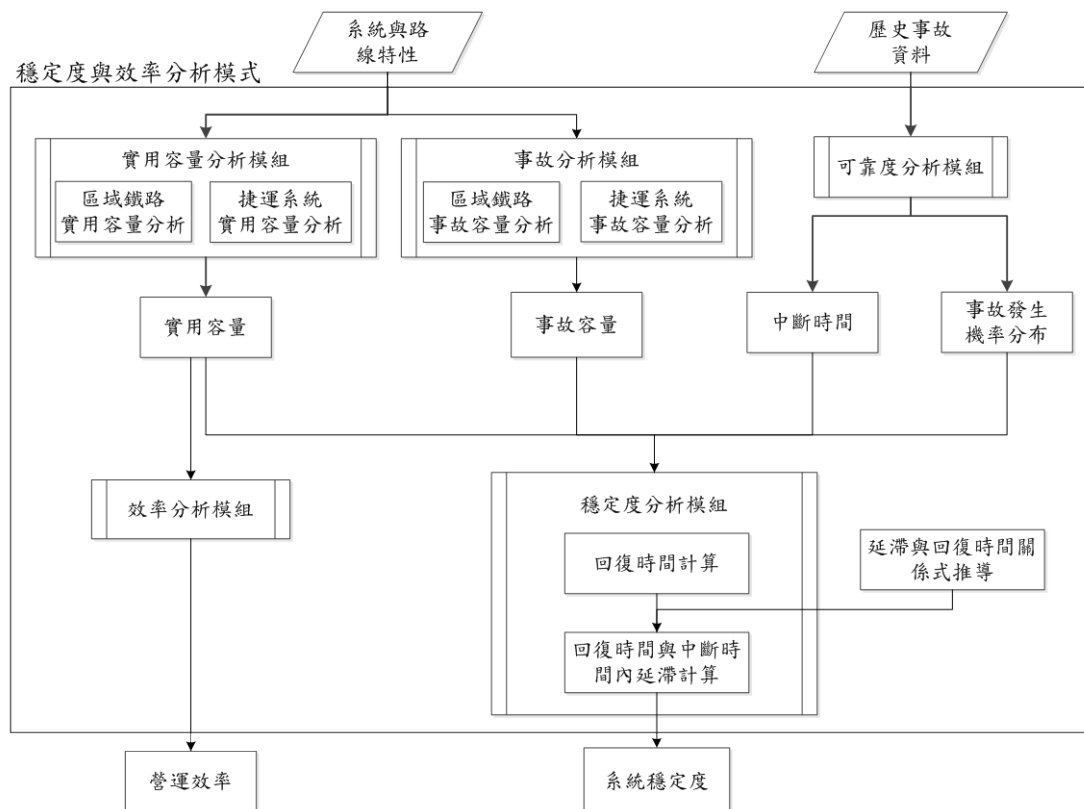 系統與路
線特性
歷史事故
資料
穩定度與效率分析模式
實用容量分析模組
區域鐵路
實用容量分析
捷運系統
實用容量分析
事故分析模組
區域鐵路
事故容量分析
捷運系統
事故容量分析
可靠度分析模組
實用容量
事故容量
中斷時間
事故發生
機率分布
效率分析模組
穩定度分析模組
回復時間計算
延滯與回復時間關
係式推導
回復時間與中斷時
間內延滯計算
營運效率
系統穩定度